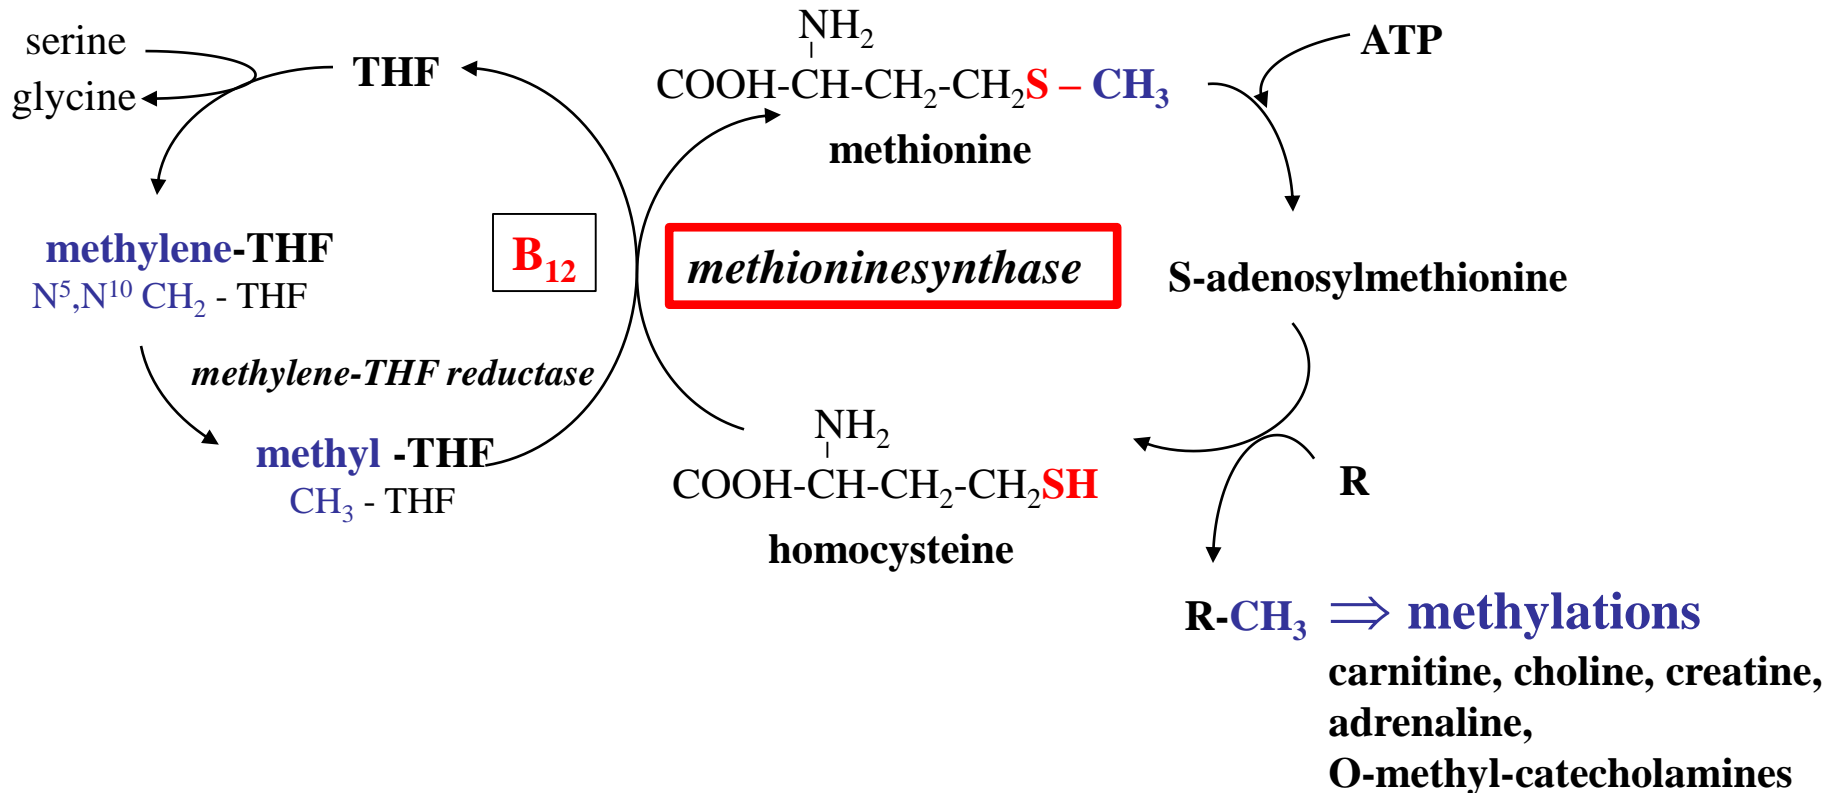 serine
glycine
THF
NH₂
COOH-CH-CH₂-CH₂S – CH₃
methionine
ATP
methylene-THF
N⁵,N¹⁰ CH₂ - THF
B₁₂
methioninesynthase
S-adenosylmethionine
methylene-THF reductase
methyl -THF
CH₃ - THF
NH₂
COOH-CH-CH₂-CH₂SH
homocysteine
R
R-CH₃ ⇒ methylations
carnitine, choline, creatine,
adrenaline,
O-methyl-catecholamines